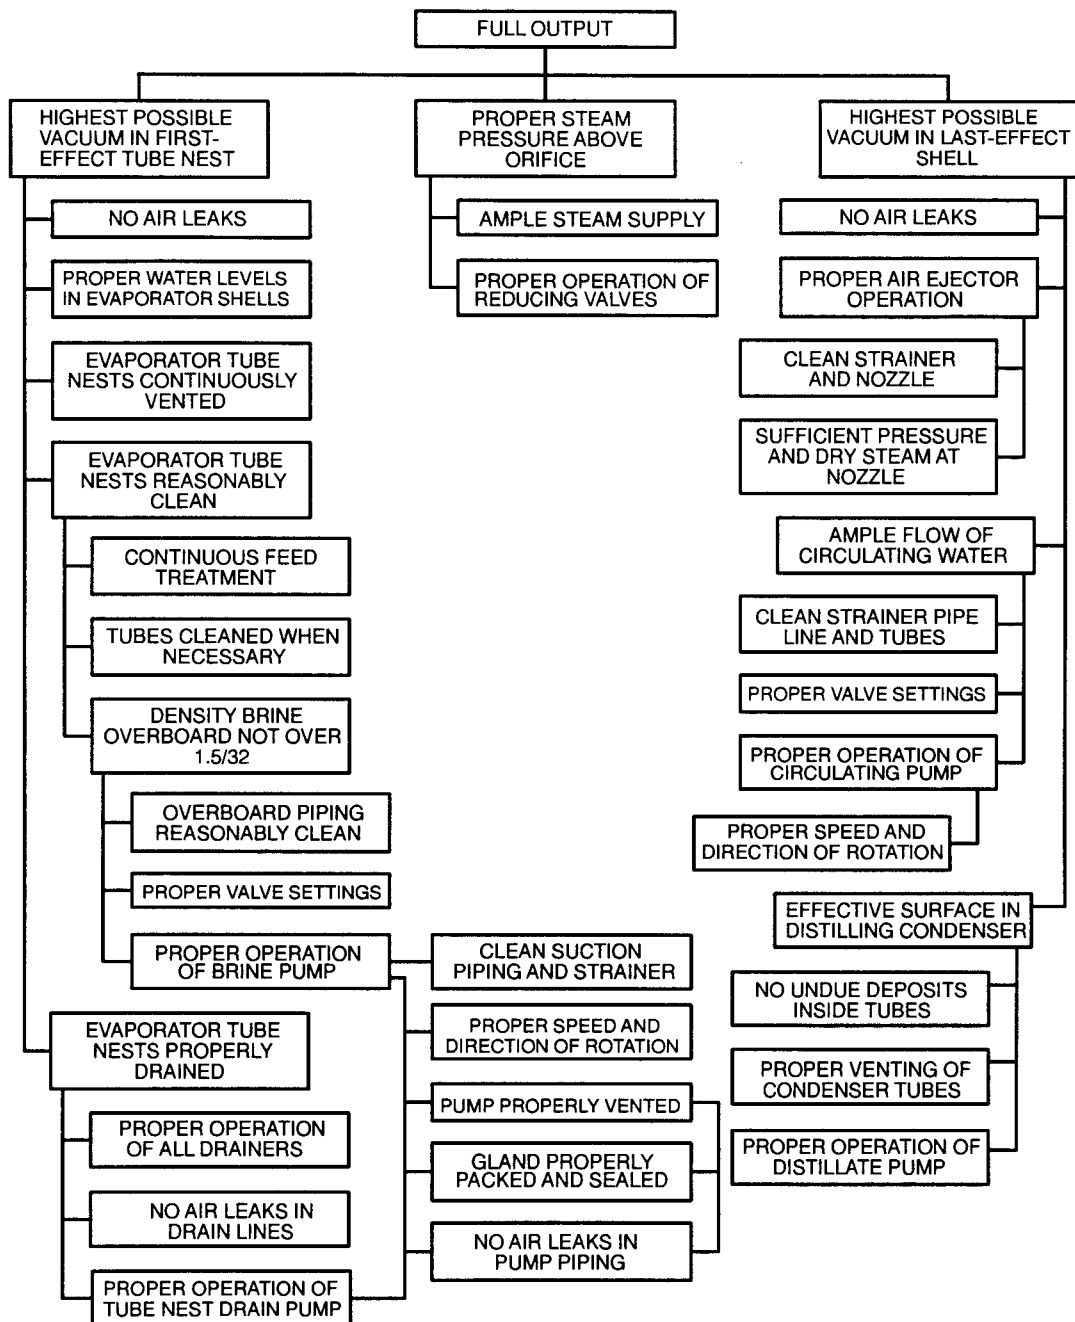 FULL OUTPUT
HIGHEST POSSIBLE
VACUUM IN FIRST-
EFFECT TUBE NEST
NO AIR LEAKS
PROPER WATER LEVELS
IN EVAPORATOR SHELLS
EVAPORATOR TUBE
NESTS CONTINUOUSLY
VENTED
EVAPORATOR TUBE
NESTS REASONABLY
CLEAN
CONTINUOUS FEED
TREATMENT
TUBES CLEANED WHEN
NECESSARY
DENSITY BRINE
OVERBOARD NOT OVER
1.5/32
OVERBOARD PIPING
REASONABLY CLEAN
PROPER VALVE SETTINGS
PROPER OPERATION
OF BRINE PUMP
EVAPORATOR TUBE
NESTS PROPERLY
DRAINED
PROPER OPERATION
OF ALL DRAINERS
NO AIR LEAKS IN
DRAIN LINES
PROPER OPERATION OF
TUBE NEST DRAIN PUMP
CLEAN SUCTION
PIPING AND STRAINER
PROPER SPEED AND
DIRECTION OF ROTATION
PUMP PROPERLY VENTED
GLAND PROPERLY
PACKED AND SEALED
NO AIR LEAKS IN
PUMP PIPING
PROPER STEAM
PRESSURE ABOVE
ORIFICE
AMPLE STEAM SUPPLY
PROPER OPERATION OF
REDUCING VALVES
HIGHEST POSSIBLE
VACUUM IN LAST-EFFECT
SHELL
NO AIR LEAKS
PROPER AIR EJECTOR
OPERATION
CLEAN STRAINER
AND NOZZLE
SUFFICIENT PRESSURE
AND DRY STEAM AT
NOZZLE
AMPLE FLOW OF
CIRCULATING WATER
CLEAN STRAINER PIPE
LINE AND TUBES
PROPER VALVE SETTINGS
PROPER OPERATION OF
CIRCULATING PUMP
PROPER SPEED AND
DIRECTION OF ROTATION
EFFECTIVE SURFACE IN
DISTILLING CONDENSER
NO UNDUE DEPOSITS
INSIDE TUBES
PROPER VENTING OF
CONDENSER TUBES
PROPER OPERATION OF
DISTILLATE PUMP